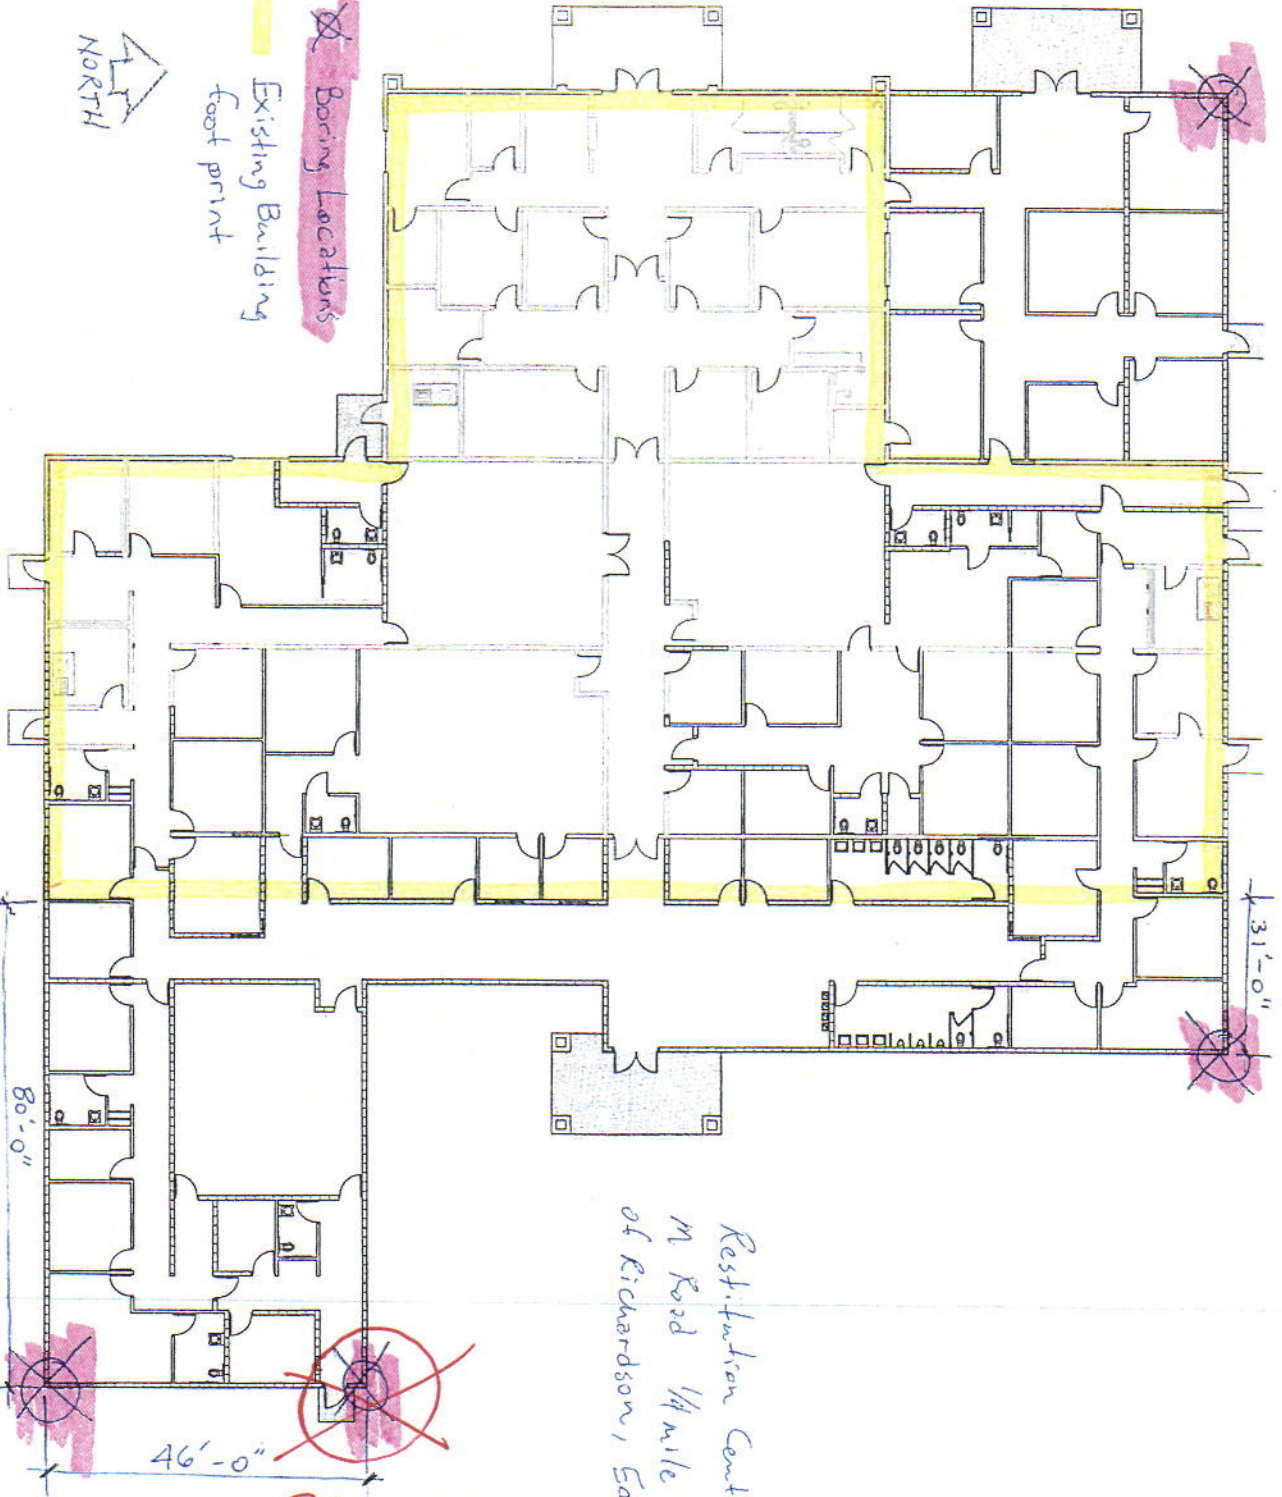 Boring Locations
Existing Building
foot print
NORTH
31'-0"
80'-0"
46'-0"
Restitution Cent
M Road 1/4 mile
of Richardson, Ea